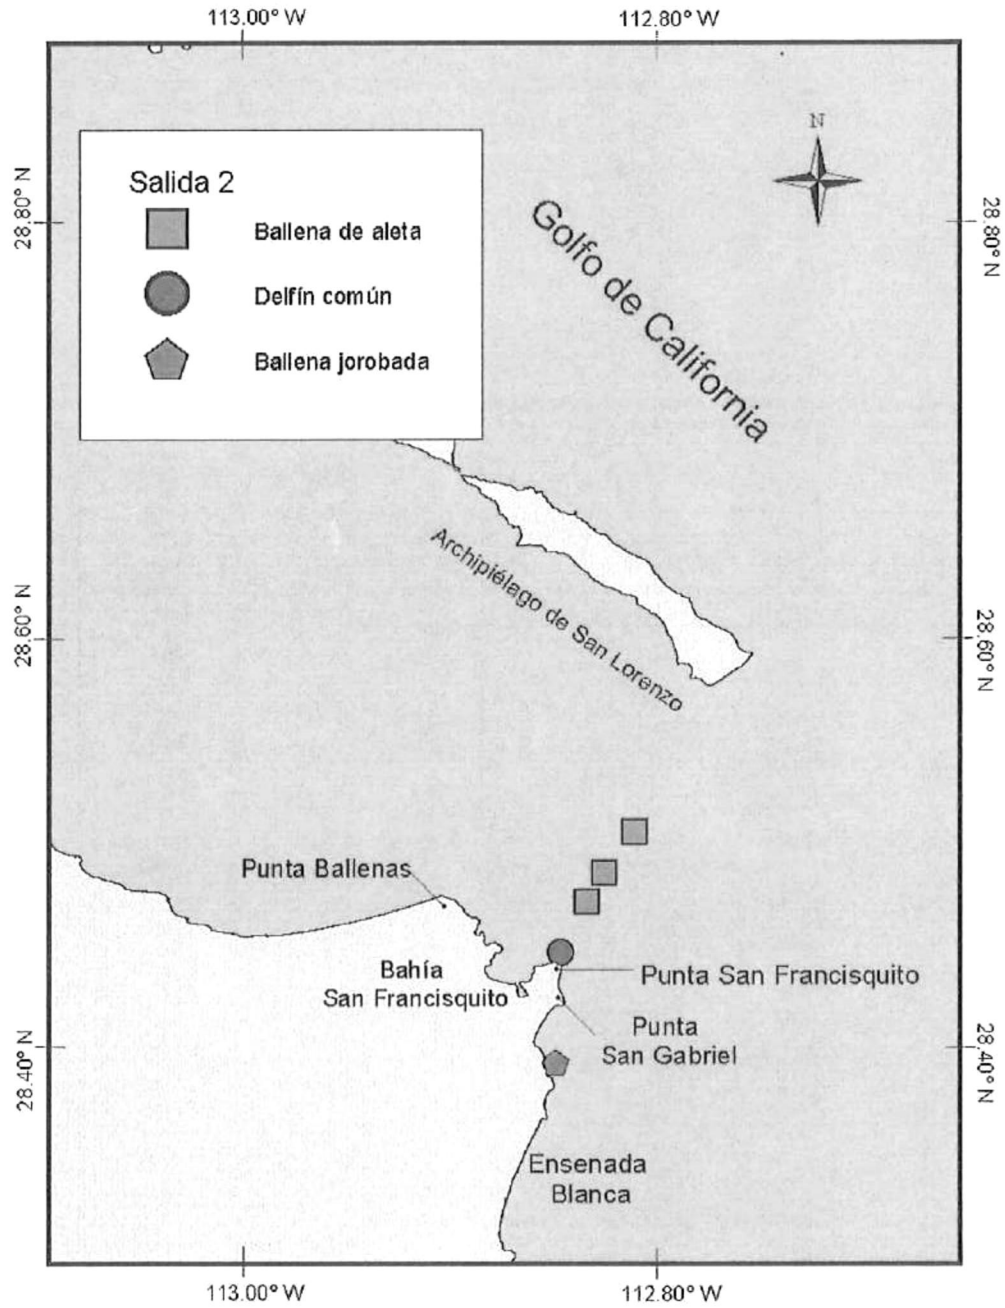 113.00° W
112.80° W
N
Salida 2
Ballena de aleta
Delfín común
Ballena jorobada
28.80° N
28.80° N
Golfo de California
Archipiélago de San Lorenzo
28.60° N
28.60° N
Punta Ballenas
Bahía
San Francisquito
Punta San Francisquito
Punta
San Gabriel
28.40° N
28.40° N
Ensenada
Blanca
113.00° W
112.80° W